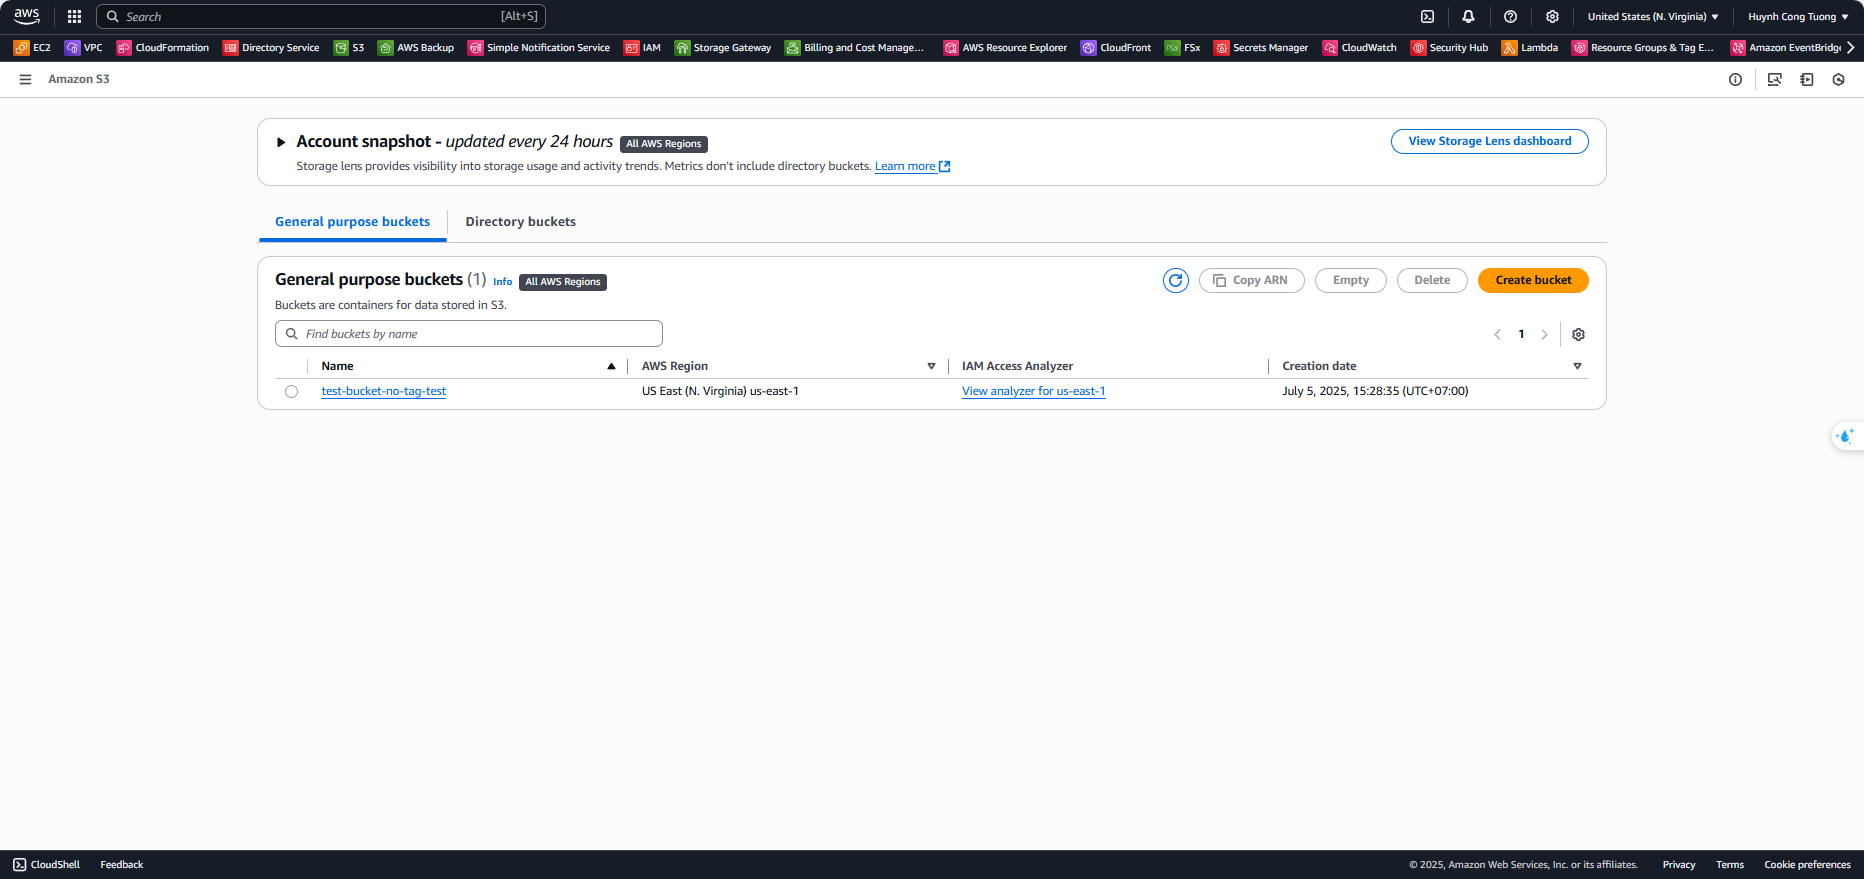 aws Search [Alt+S] United States (N. Virginia) Huynh Cong Tuong
EC2 VPC CloudFormation Directory Service S3 AWS Backup Simple Notification Service IAM Storage Gateway Billing and Cost Manage... AWS Resource Explorer CloudFront FSx FSx Secrets Manager CloudWatch Security Hub Lambda Resource Groups & Tag E... Amazon EventBridge
Amazon S3
Account snapshot - updated every 24 hours All AWS Regions View Storage Lens dashboard
Storage lens provides visibility into storage usage and activity trends. Metrics don't include directory buckets. Learn more
General purpose buckets Directory buckets
General purpose buckets (1) Info All AWS Regions Copy ARN Empty Delete Create bucket
Buckets are containers for data stored in S3.
Find buckets by name 1
Name AWS Region IAM Access Analyzer Creation date
test-bucket-no-tag-test US East (N. Virginia) us-east-1 View analyzer for us-east-1 July 5, 2025, 15:28:35 (UTC+07:00)
CloudShell Feedback © 2025, Amazon Web Services, Inc. or its affiliates. Privacy Terms Cookie preferences